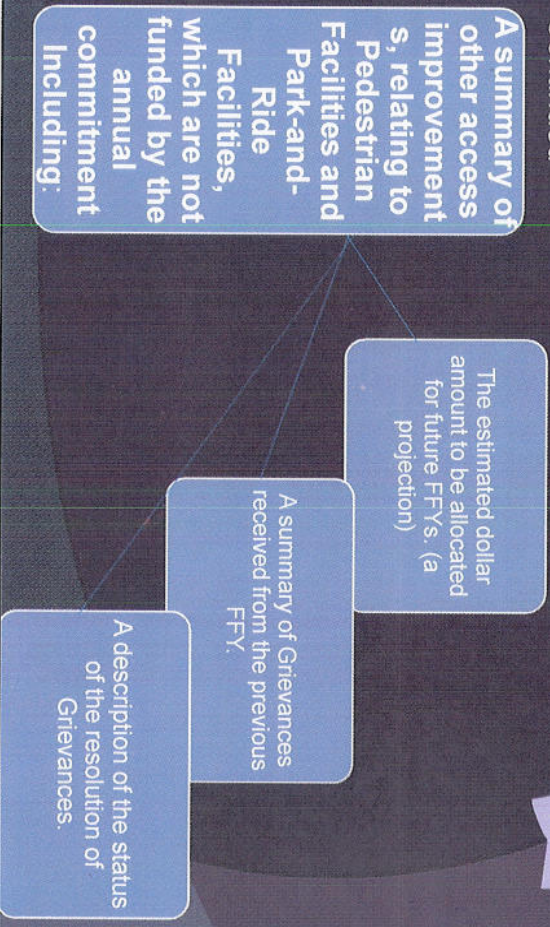 A summary of
other access
improvement
s, relating to
Pedestrian
Facilities and
Park-and-
Ride
Facilities,
which are not
funded by the
annual
commitment
Including:
The estimated dollar
amount to be allocated
for future FFYs. (a
projection)
A summary of Grievances
received from the previous
FFY.
A description of the status
of the resolution of
Grievances.